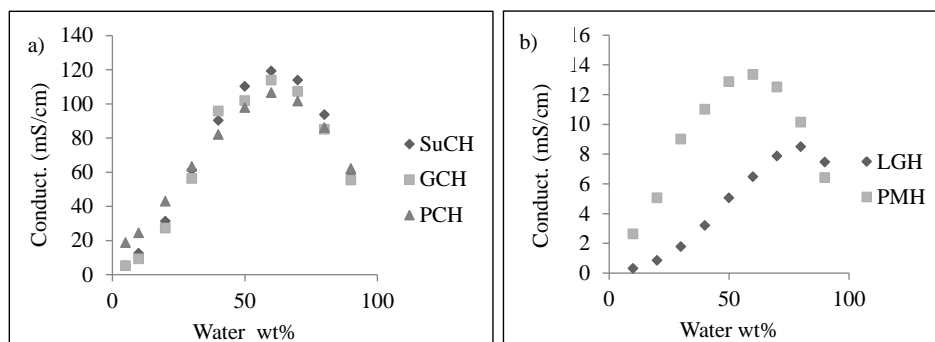 a)
Conduct. (mS/cm)
140
120
100
80
60
40
20
0
0 50 100
Water wt%
SuCH
GCH
PCH
b)
Conduct. (mS/cm)
16
14
12
10
8
6
4
2
0
0 50 100
Water wt%
LGH
PMH